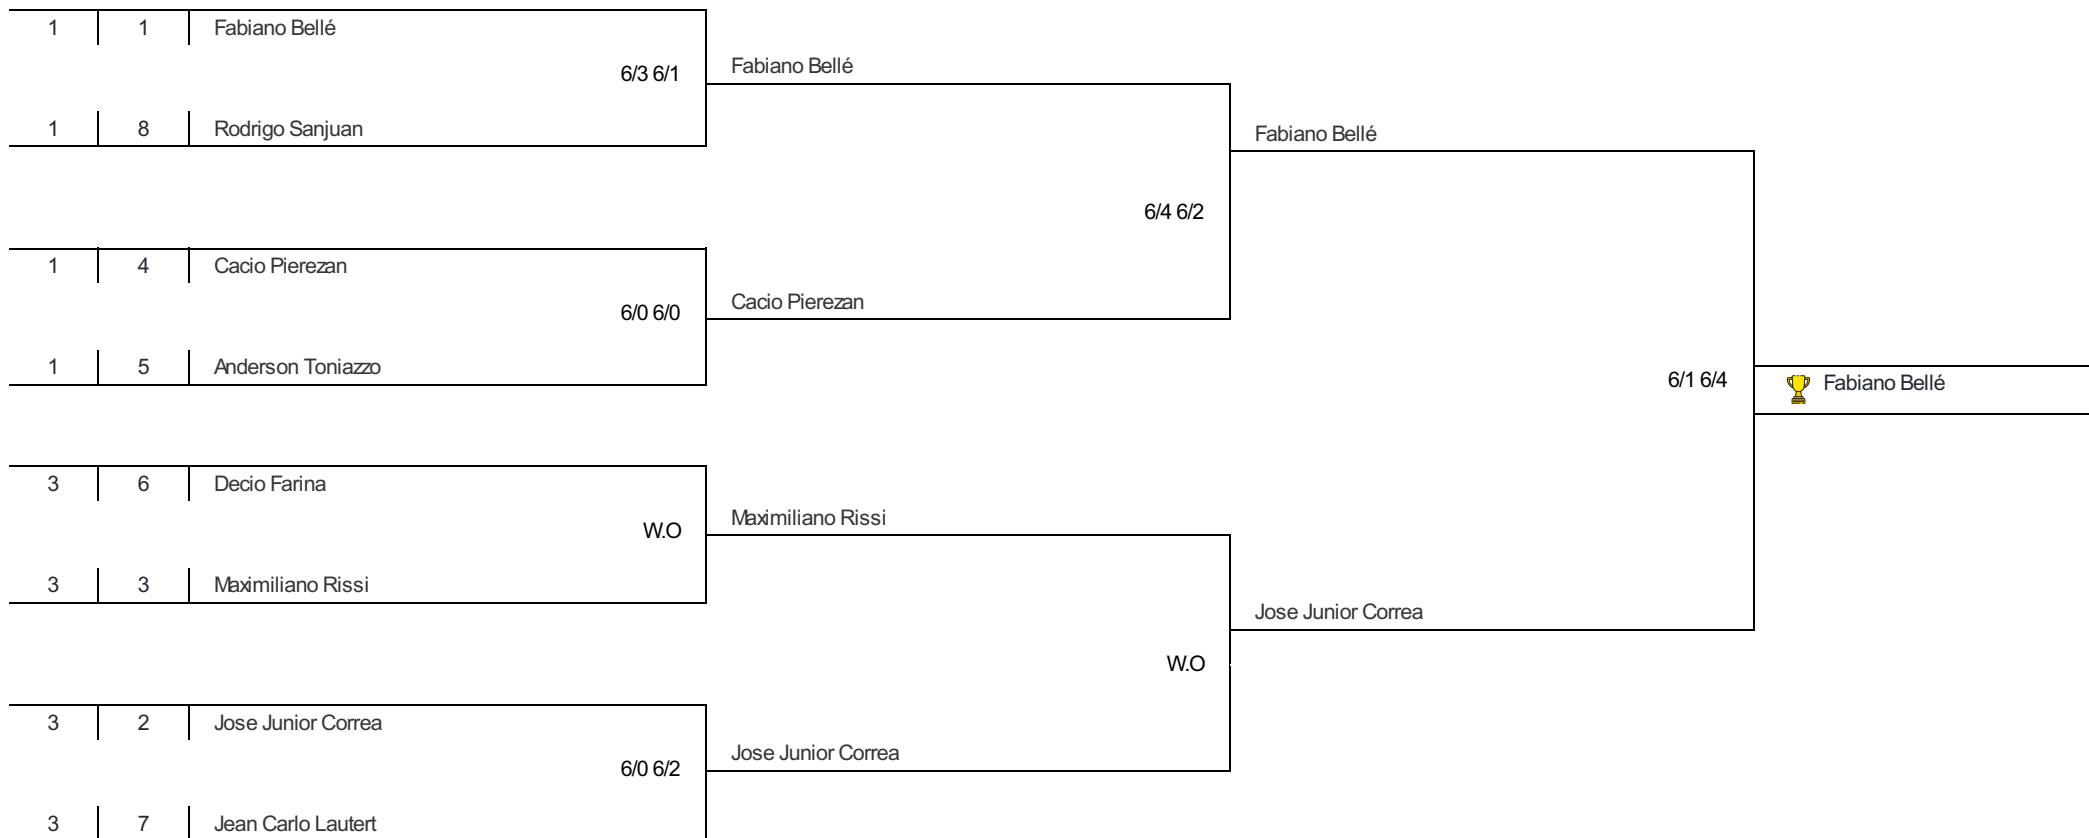 1 1 Fabiano Bellé
6/3 6/1
Fabiano Bellé
1 8 Rodrigo Sanjuan
Fabiano Bellé
6/4 6/2
1 4 Cacio Pierezan
6/0 6/0
Cacio Pierezan
1 5 Anderson Toniazzo
6/1 6/4
Fabiano Bellé
3 6 Decio Farina
W.O
Maximiliano Rissi
3 3 Maximiliano Rissi
Jose Junior Correa
W.O
3 2 Jose Junior Correa
6/0 6/2
Jose Junior Correa
3 7 Jean Carlo Lautert